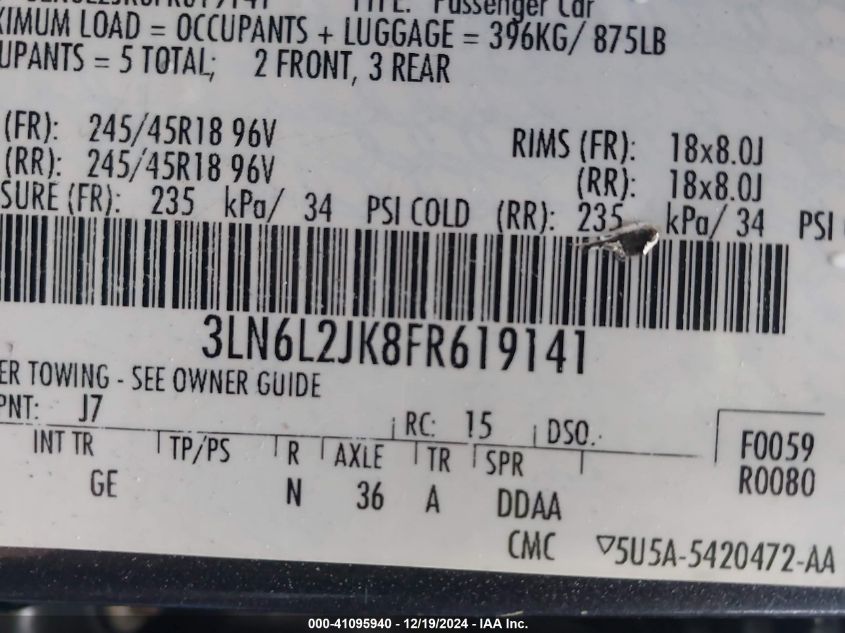 TYPE: Passenger Car
XIMUM LOAD = OCCUPANTS + LUGGAGE = 396KG/ 875LB
UPANTS = 5 TOTAL; 2 FRONT, 3 REAR
(FR): 245/45R18 96V RIMS (FR): 18x8.0J
(RR): 245/45R18 96V (RR): 18x8.0J
SURE (FR): 235 kPa/ 34 PSI COLD (RR): 235 kPa/ 34 PSI
3LN6L2JK8FR619141
ER TOWING - SEE OWNER GUIDE
PNT: J7 RC: 15 DSO: F0059
INT TR TP/PS R AXLE TR SPR R0080
GE N 36 A DDAA
CMC ▽5U5A-5420472-AA
000-41095940 - 12/19/2024 - IAA Inc.